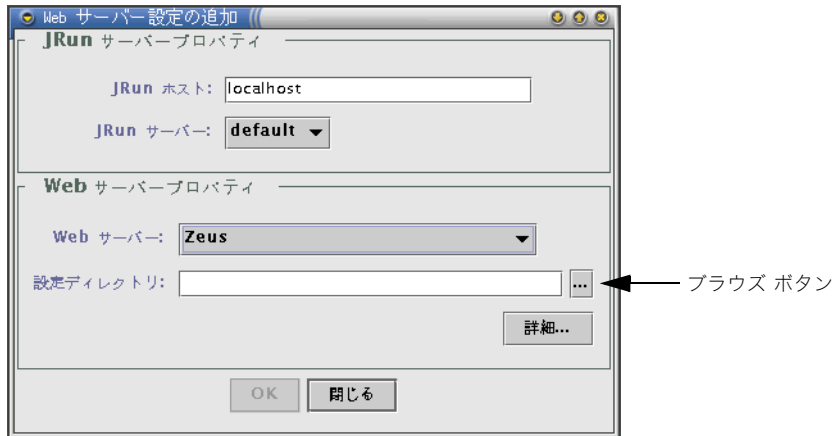 Web サーバー設定の追加
JRun サーバープロパティ
JRun ホスト: localhost
JRun サーバー: default
Web サーバープロパティ
Web サーバー: Zeus
設定ディレクトリ: ...
ブラウズ ボタン
詳細...
OK 閉じる